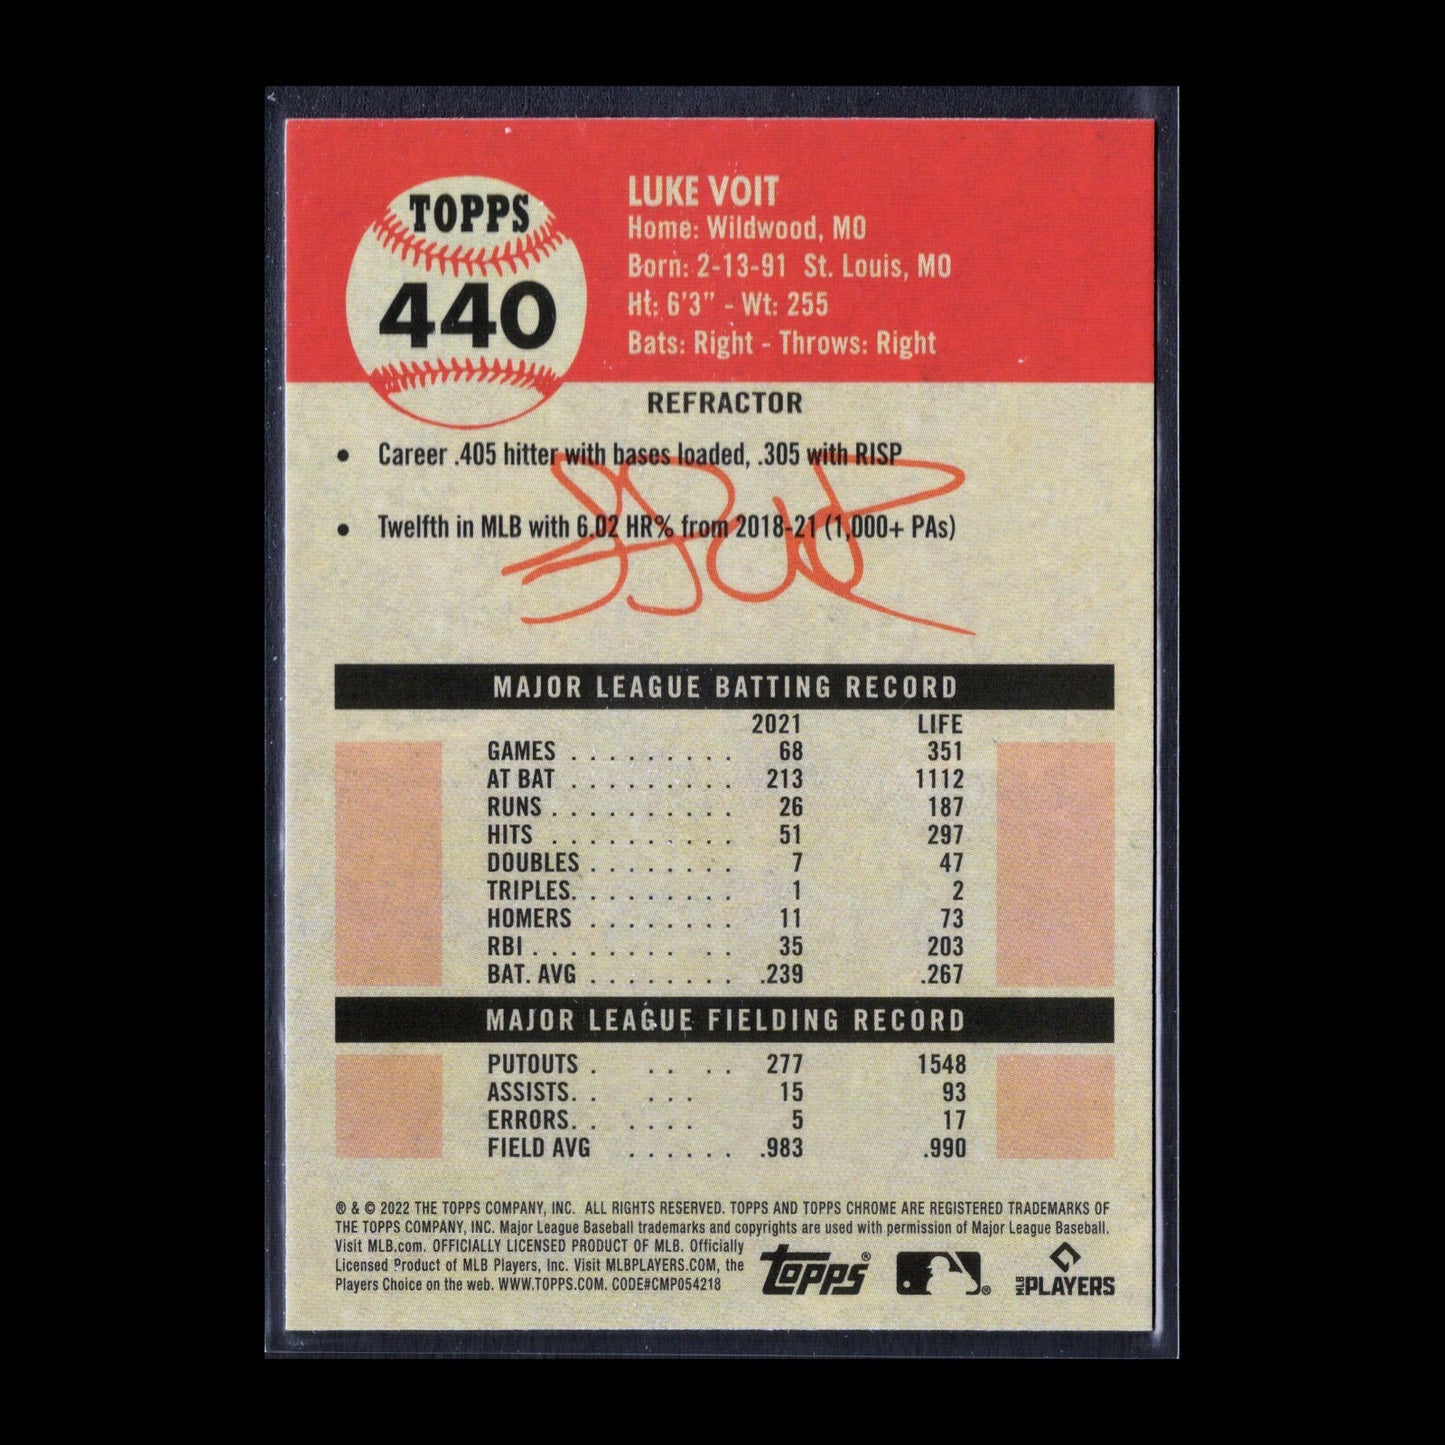 TOPPS
440
LUKE VOIT
Home: Wildwood, MO
Born: 2-13-91 St. Louis, MO
Ht: 6'3" - Wt: 255
Bats: Right - Throws: Right
REFRACTOR
• Career .405 hitter with bases loaded, .305 with RISP
• Twelfth in MLB with 6.02 HR% from 2018-21 (1,000+ PAs)
MAJOR LEAGUE BATTING RECORD
2021 LIFE
GAMES . . . . . . . . . 68 351
AT BAT . . . . . . . . . 213 1112
RUNS . . . . . . . . . . 26 187
HITS . . . . . . . . . . 51 297
DOUBLES . . . . . . . . 7 47
TRIPLES. . . . . . . . . 1 2
HOMERS . . . . . . . . 11 73
RBI . . . . . . . . . . 35 203
BAT. AVG . . . . . . . . .239 .267
MAJOR LEAGUE FIELDING RECORD
PUTOUTS . . . . . 277 1548
ASSISTS. . . . . 15 93
ERRORS. . . . . . 5 17
FIELD AVG . . . . . . .983 .990
® & © 2022 THE TOPPS COMPANY, INC. ALL RIGHTS RESERVED. TOPPS AND TOPPS CHROME ARE REGISTERED TRADEMARKS OF
THE TOPPS COMPANY, INC. Major League Baseball trademarks and copyrights are used with permission of Major League Baseball.
Visit MLB.com. OFFICIALLY LICENSED PRODUCT OF MLB. Officially
Licensed Product of MLB Players, Inc. Visit MLBPLAYERS.COM, the
Players Choice on the web. WWW.TOPPS.COM. CODE#CMP054218
topps®
®
MLB PLAYERS